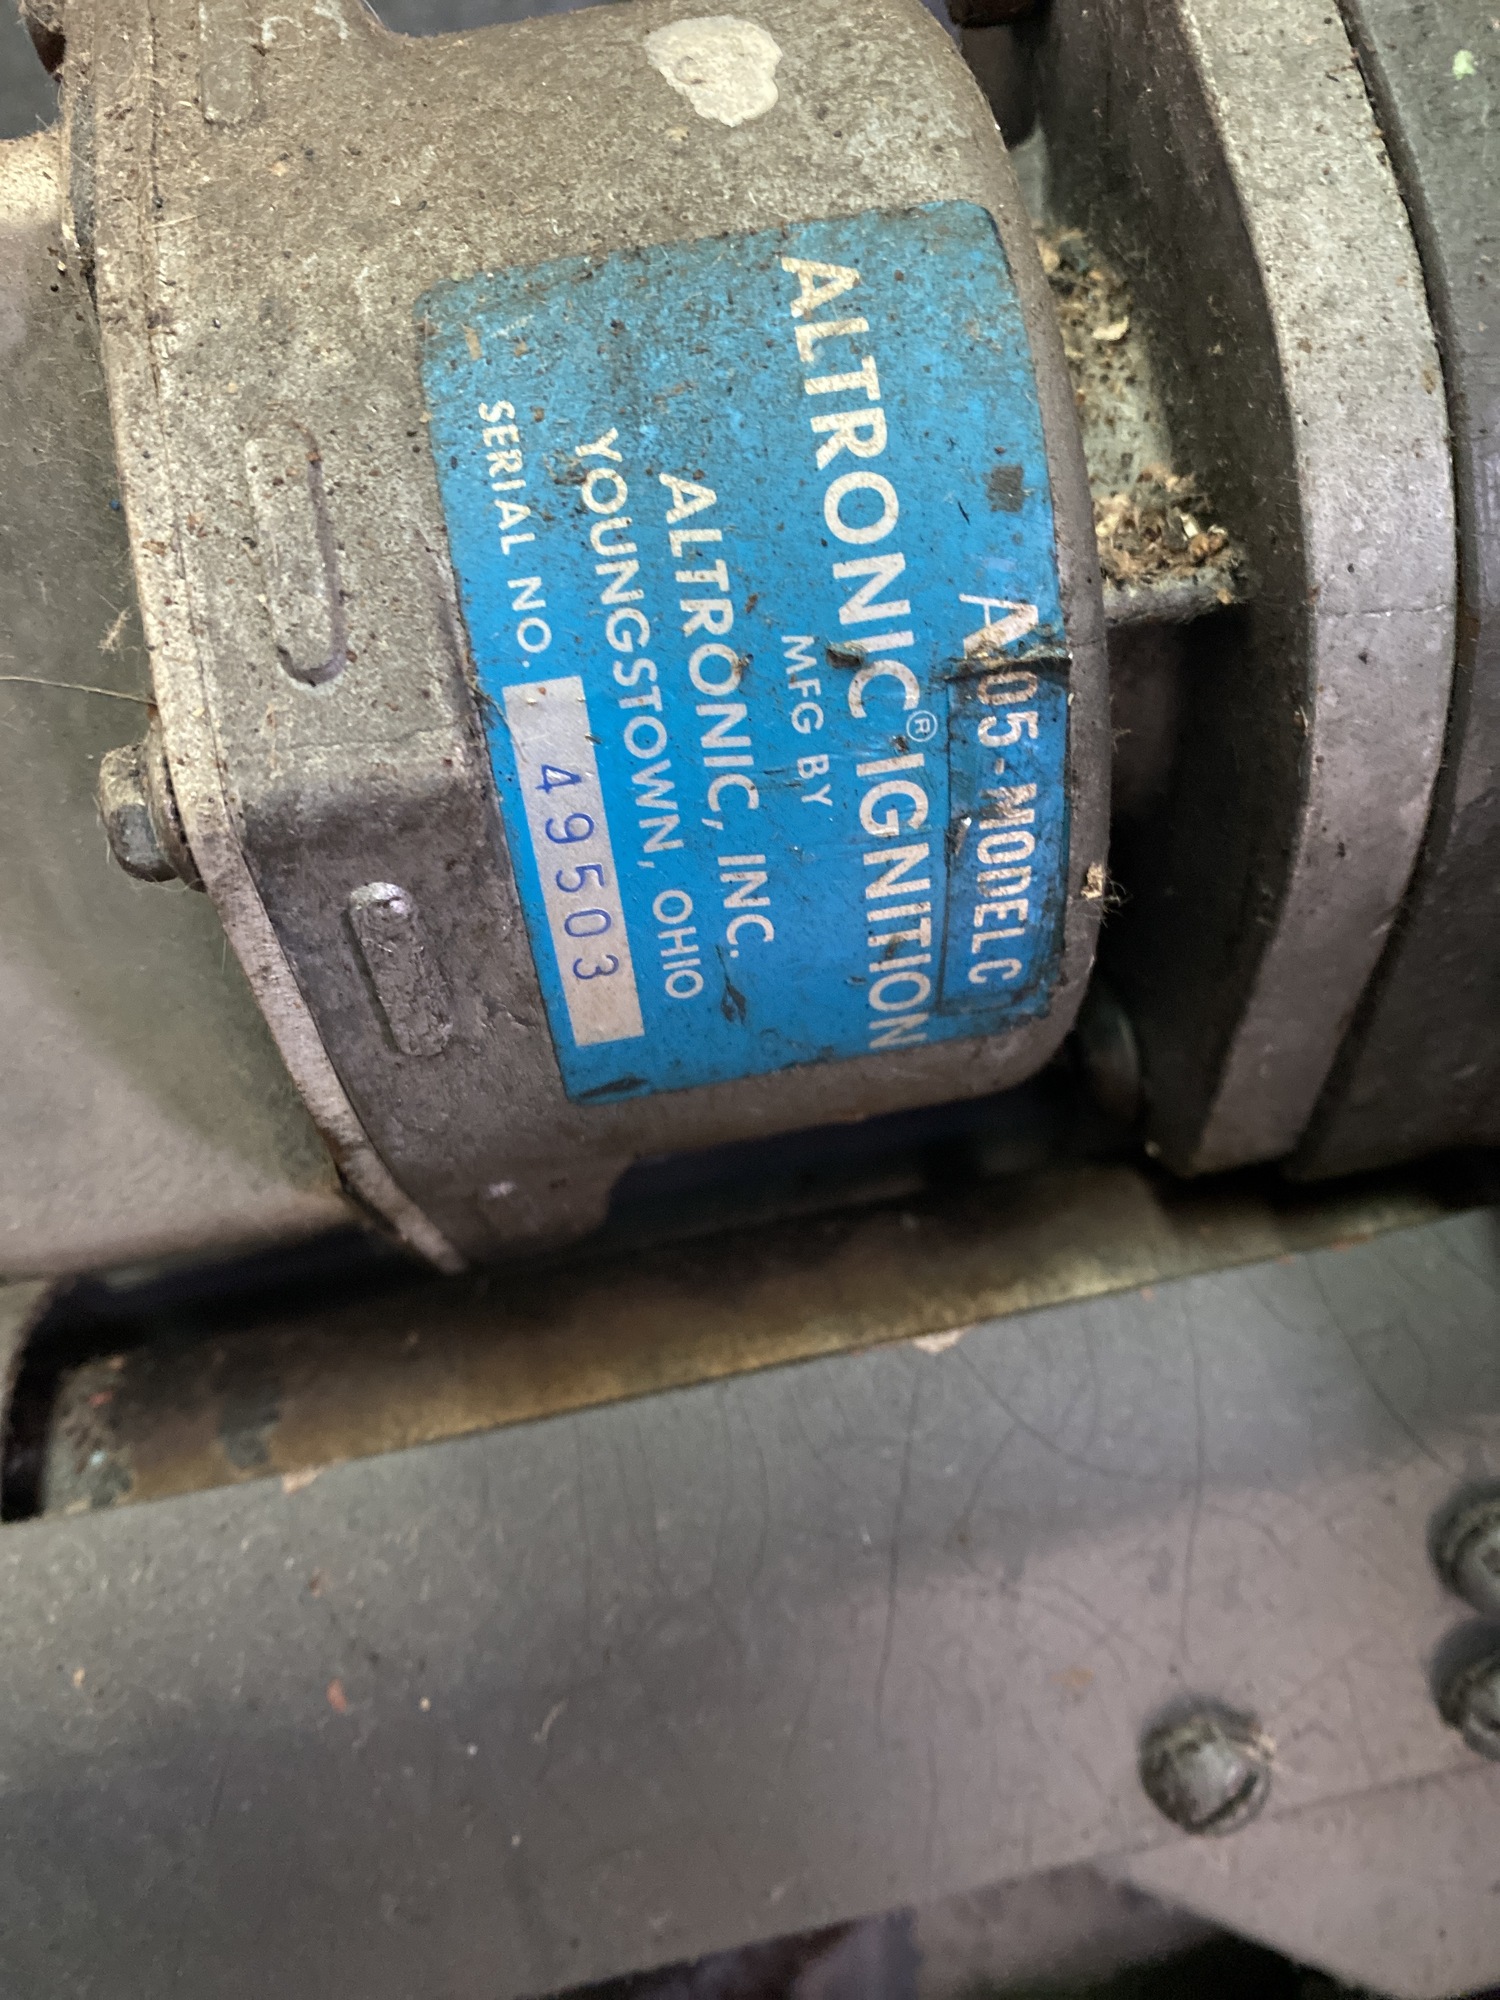 A 05-MODEL C
ALTRONIC® IGNITION
MFG BY
ALTRONIC, INC.
YOUNGSTOWN, OHIO
SERIAL NO. 49503